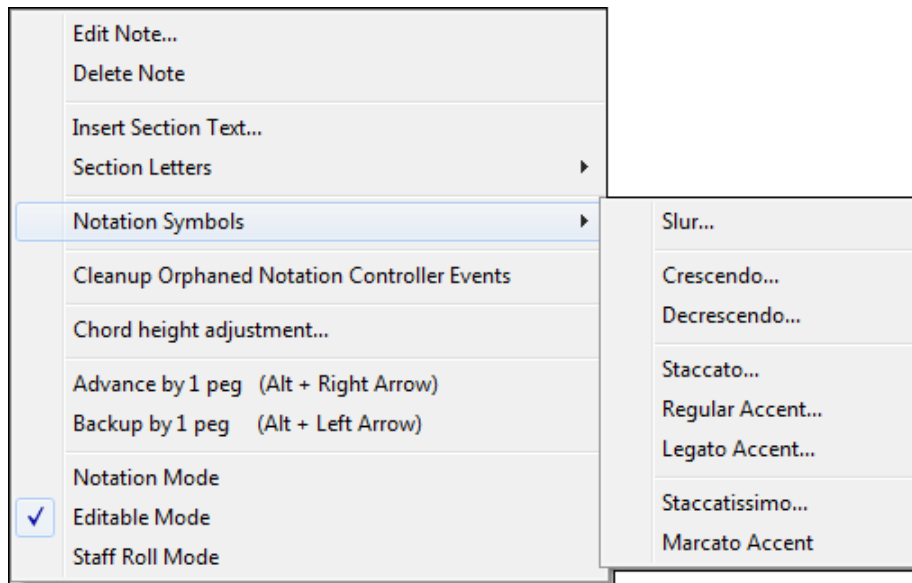 Edit Note...
Delete Note
Insert Section Text...
Section Letters
Notation Symbols
Cleanup Orphaned Notation Controller Events
Chord height adjustment...
Advance by 1 peg (Alt + Right Arrow)
Backup by 1 peg (Alt + Left Arrow)
Notation Mode
Editable Mode
Staff Roll Mode
Slur...
Crescendo...
Decrescendo...
Staccato...
Regular Accent...
Legato Accent...
Staccatissimo...
Marcato Accent